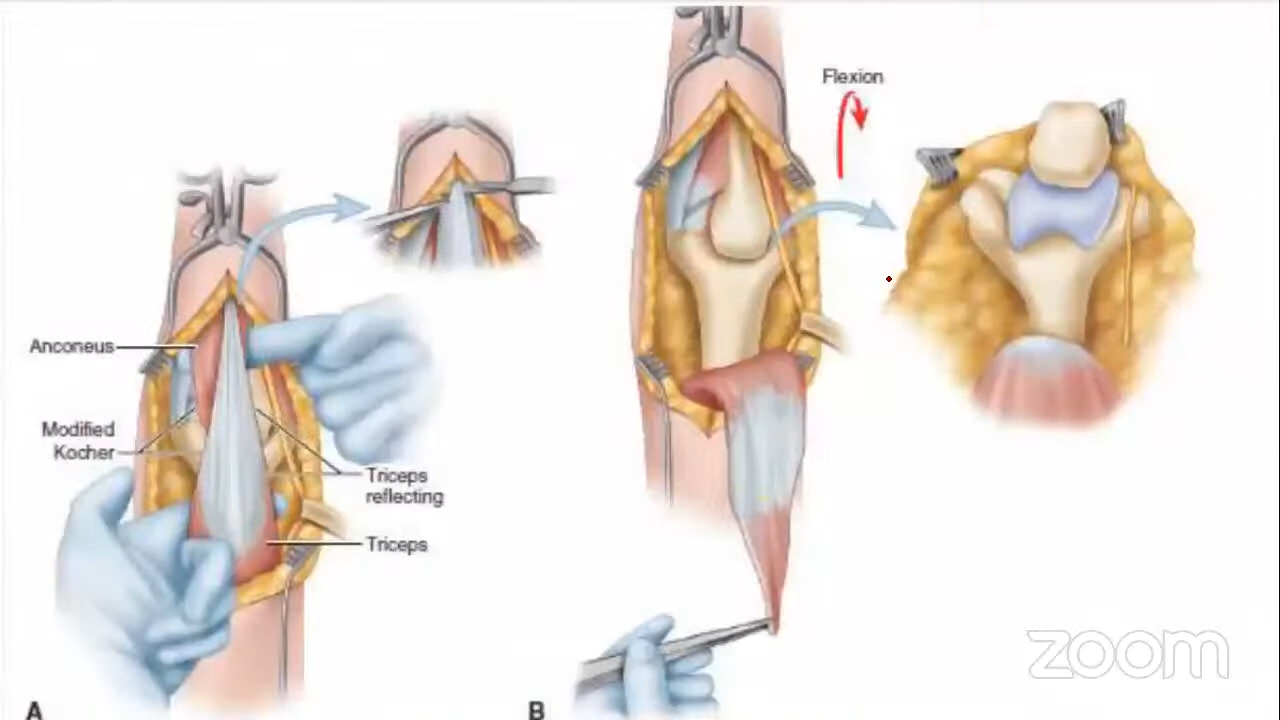 Flexion
Anconeus
Modified
Kocher
Triceps
reflecting
Triceps
A
B
zoom